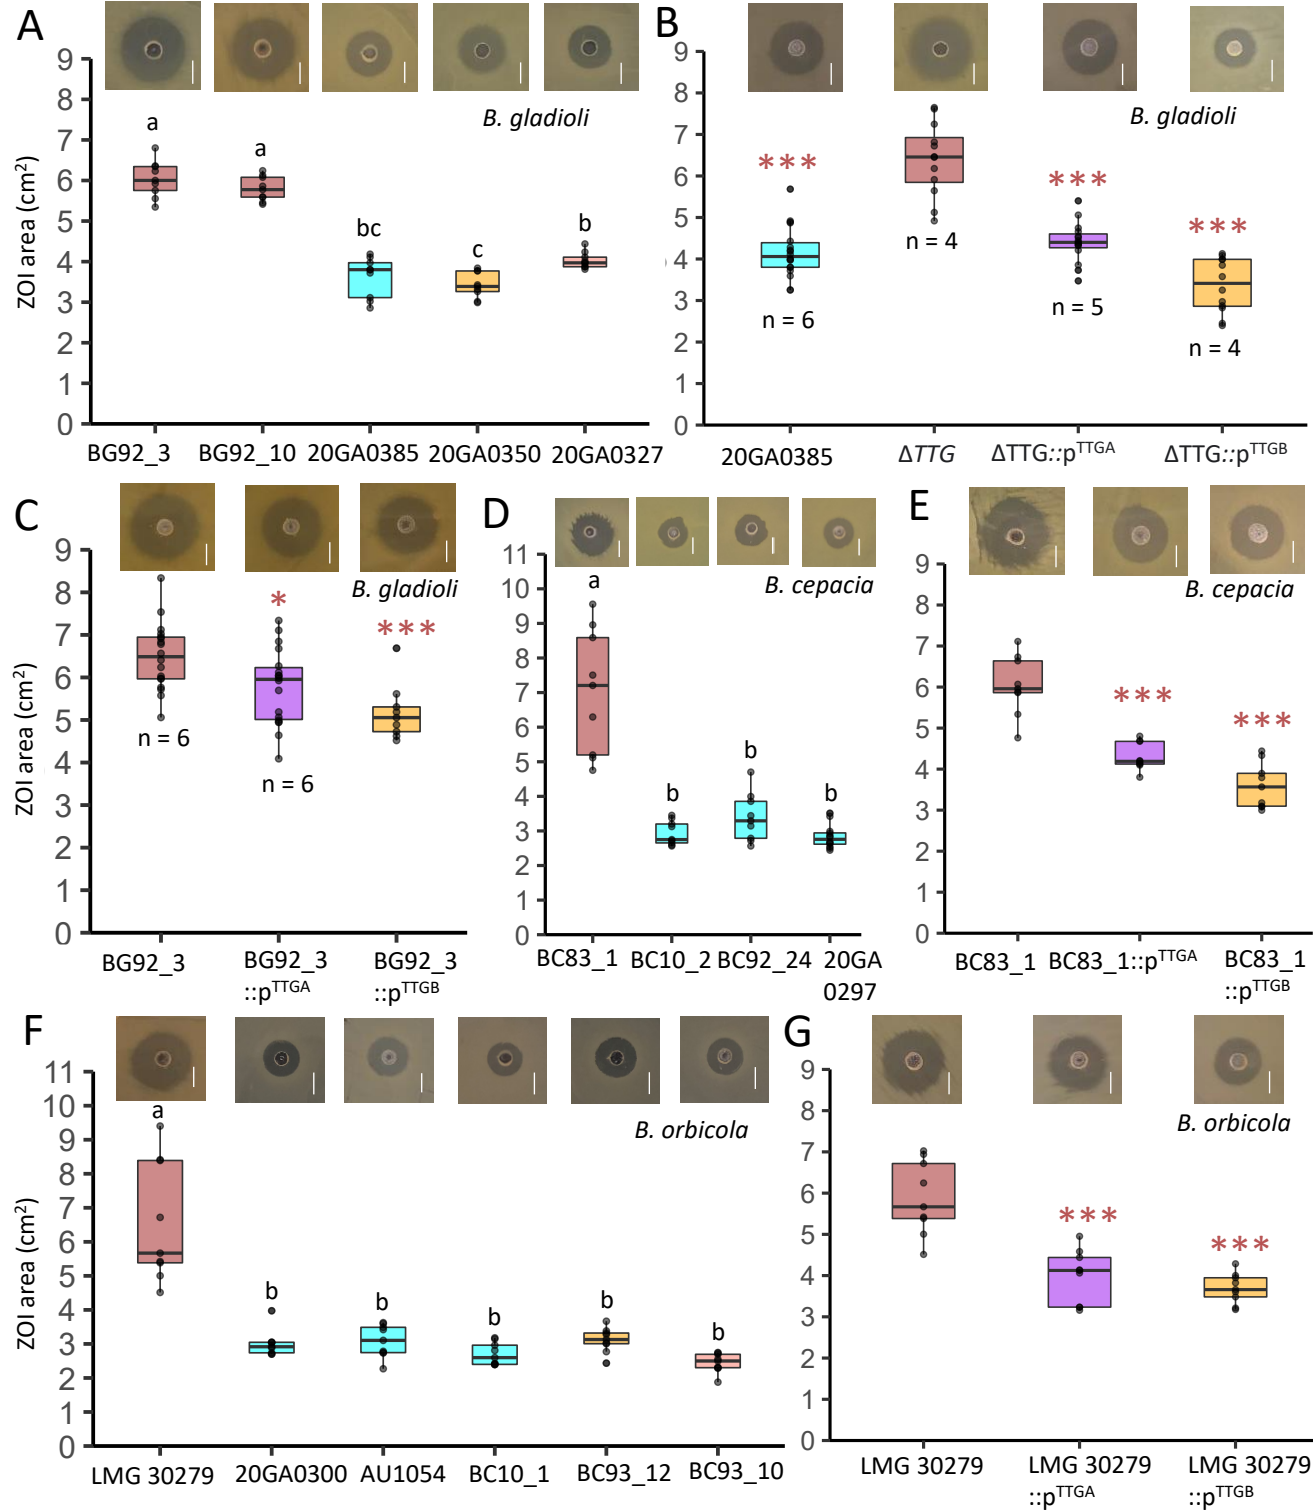 A
B. gladioli
ZOI area (cm²)
9
8
7
6
5
4
3
2
1
0
a
a
bc
c
b
BG92_3
BG92_10
20GA0385
20GA0350
20GA0327
B
B. gladioli
9
8
7
6
5
4
3
2
1
0
***
n = 6
n = 4
***
n = 5
***
n = 4
20GA0385
ΔTTG
ΔTTG::pTTGA
ΔTTG::pTTGB
C
B. gladioli
ZOI area (cm²)
9
8
7
6
5
4
3
2
1
0
n = 6
*
n = 6
***
BG92_3
BG92_3
::pTTGA
BG92_3
::pTTGB
D
B. cepacia
11
10
9
8
7
6
5
4
3
2
1
0
a
b
b
b
BC83_1
BC10_2
BC92_24
20GA
0297
E
B. cepacia
9
8
7
6
5
4
3
2
1
0
***
***
BC83_1
BC83_1::pTTGA
BC83_1
::pTTGB
F
B. orbicola
ZOI area (cm²)
11
10
9
8
7
6
5
4
3
2
1
0
a
b
b
b
b
b
LMG 30279
20GA0300
AU1054
BC10_1
BC93_12
BC93_10
G
B. orbicola
9
8
7
6
5
4
3
2
1
0
***
***
LMG 30279
LMG 30279
::pTTGA
LMG 30279
::pTTGB